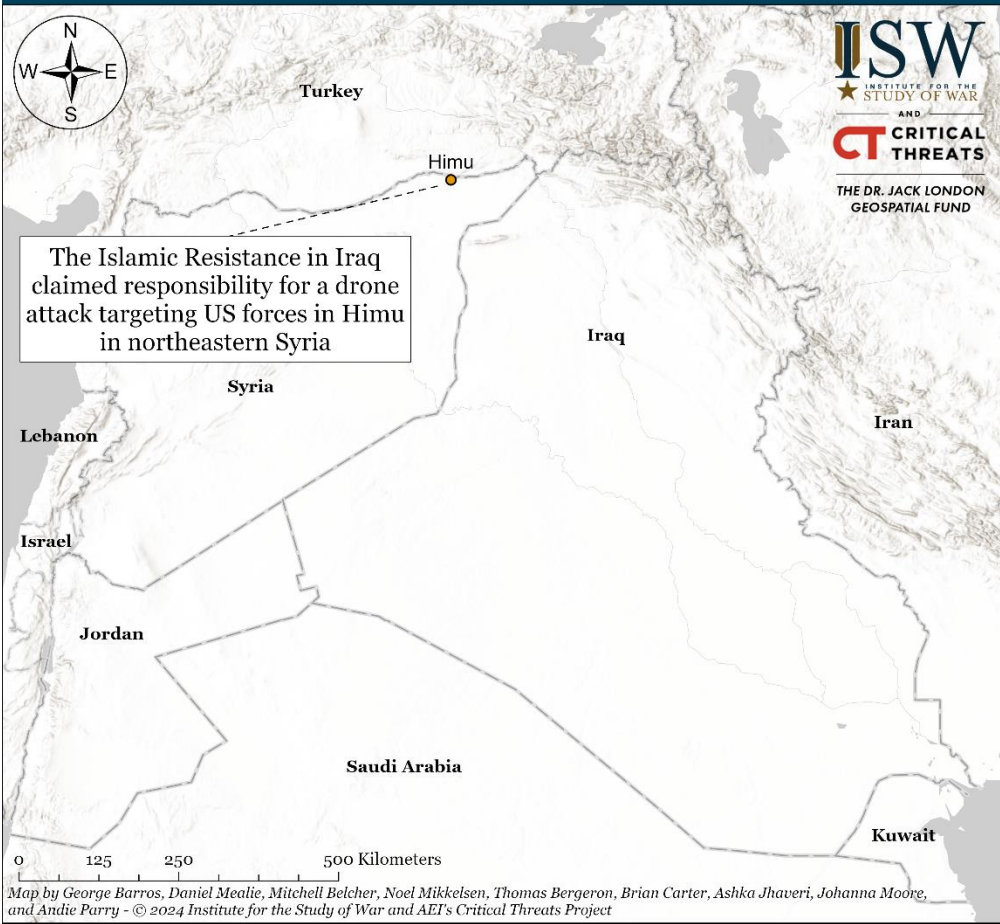 N
W E
S
ISW
INSTITUTE FOR THE
STUDY OF WAR
AND
CT CRITICAL
THREATS
THE DR. JACK LONDON
GEOSPATIAL FUND
Turkey
Himu
The Islamic Resistance in Iraq
claimed responsibility for a drone
attack targeting US forces in Himu
in northeastern Syria
Iraq
Syria
Iran
Lebanon
Israel
Jordan
Saudi Arabia
Kuwait
0 125 250 500 Kilometers
Map by George Barros, Daniel Mealie, Mitchell Belcher, Noel Mikkelsen, Thomas Bergeron, Brian Carter, Ashka Jhaveri, Johanna Moore,
and Andie Parry - © 2024 Institute for the Study of War and AEI's Critical Threats Project